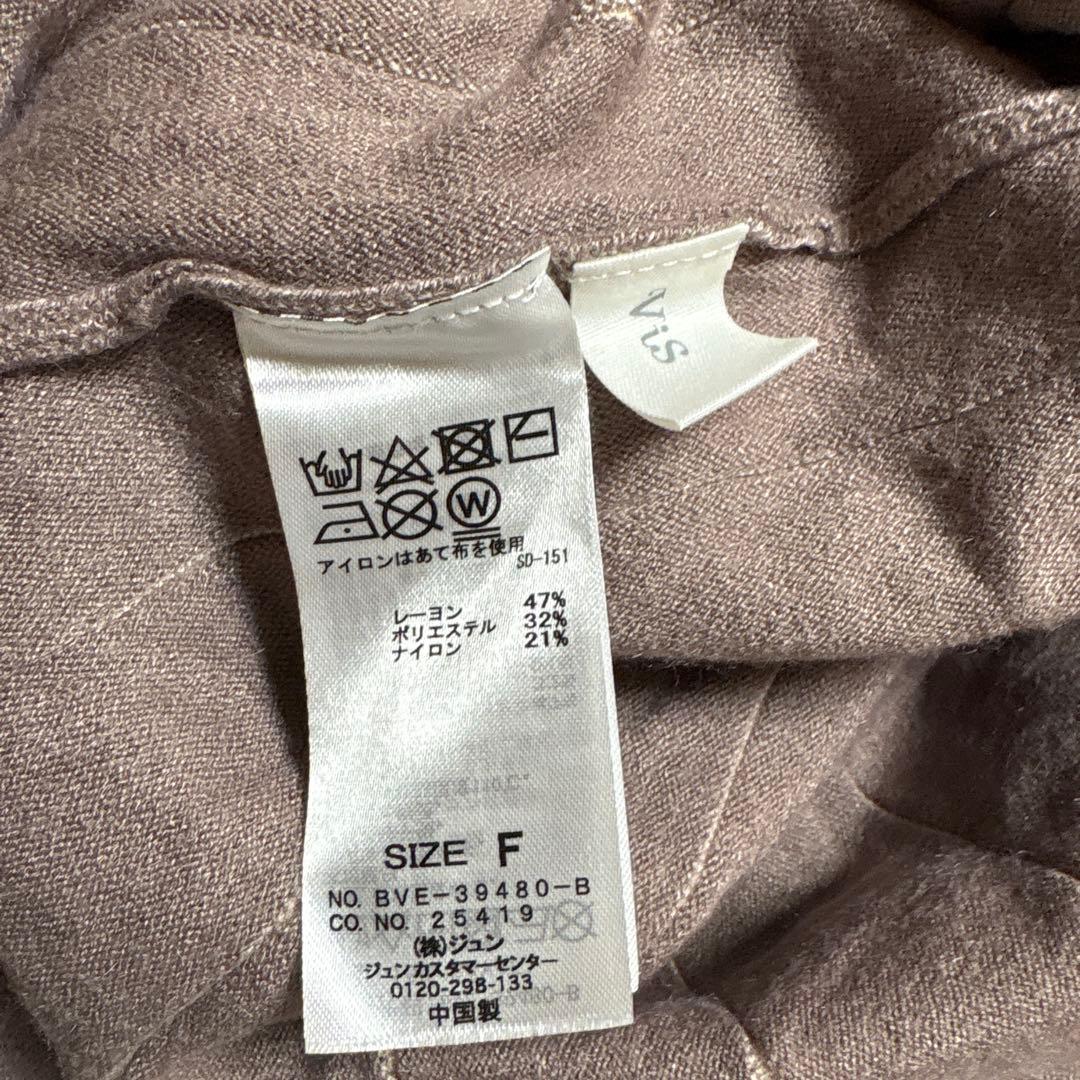 ViS
W
アイロンはあて布を使用
SD-151
レーヨン 47%
ポリエステル 32%
ナイロン 21%
SIZE F
NO. BVE-39480-B
CO. NO. 25419
(株)ジュン
ジュンカスタマーセンター
0120-298-133
中国製